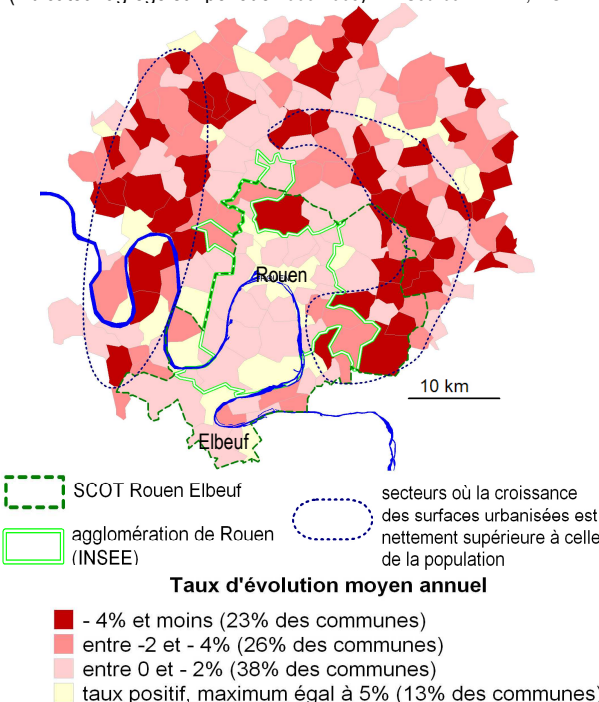 Rouen
10 km
Elbeuf
SCOT Rouen Elbeuf
agglomération de Rouen
(INSEE)
secteurs où la croissance
des surfaces urbanisées est
nettement supérieure à celle
de la population
Taux d'évolution moyen annuel
- 4% et moins (23% des communes)
entre -2 et - 4% (26% des communes)
entre 0 et - 2% (38% des communes)
taux positif, maximum égal à 5% (13% des communes)